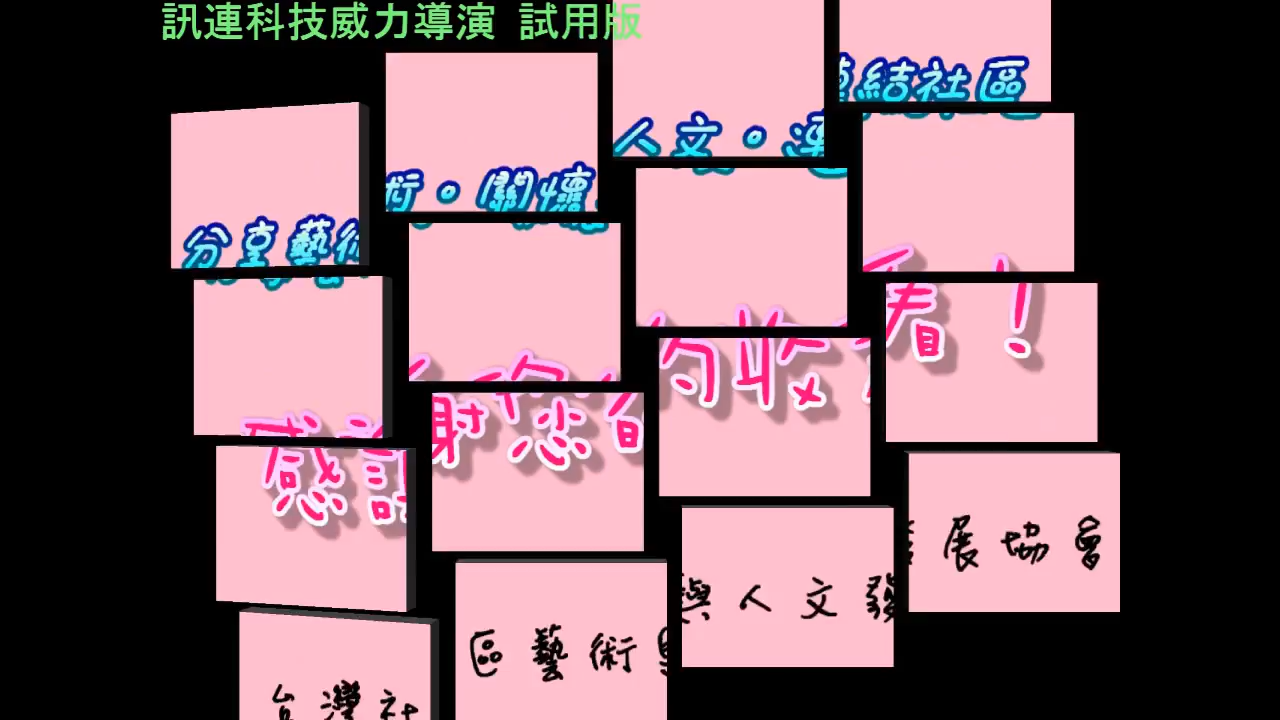 訊連科技威力導演 試用版
分享藝術。關懷人文。連結社區
感謝您的收看！
台灣社區藝術與人文發展協會